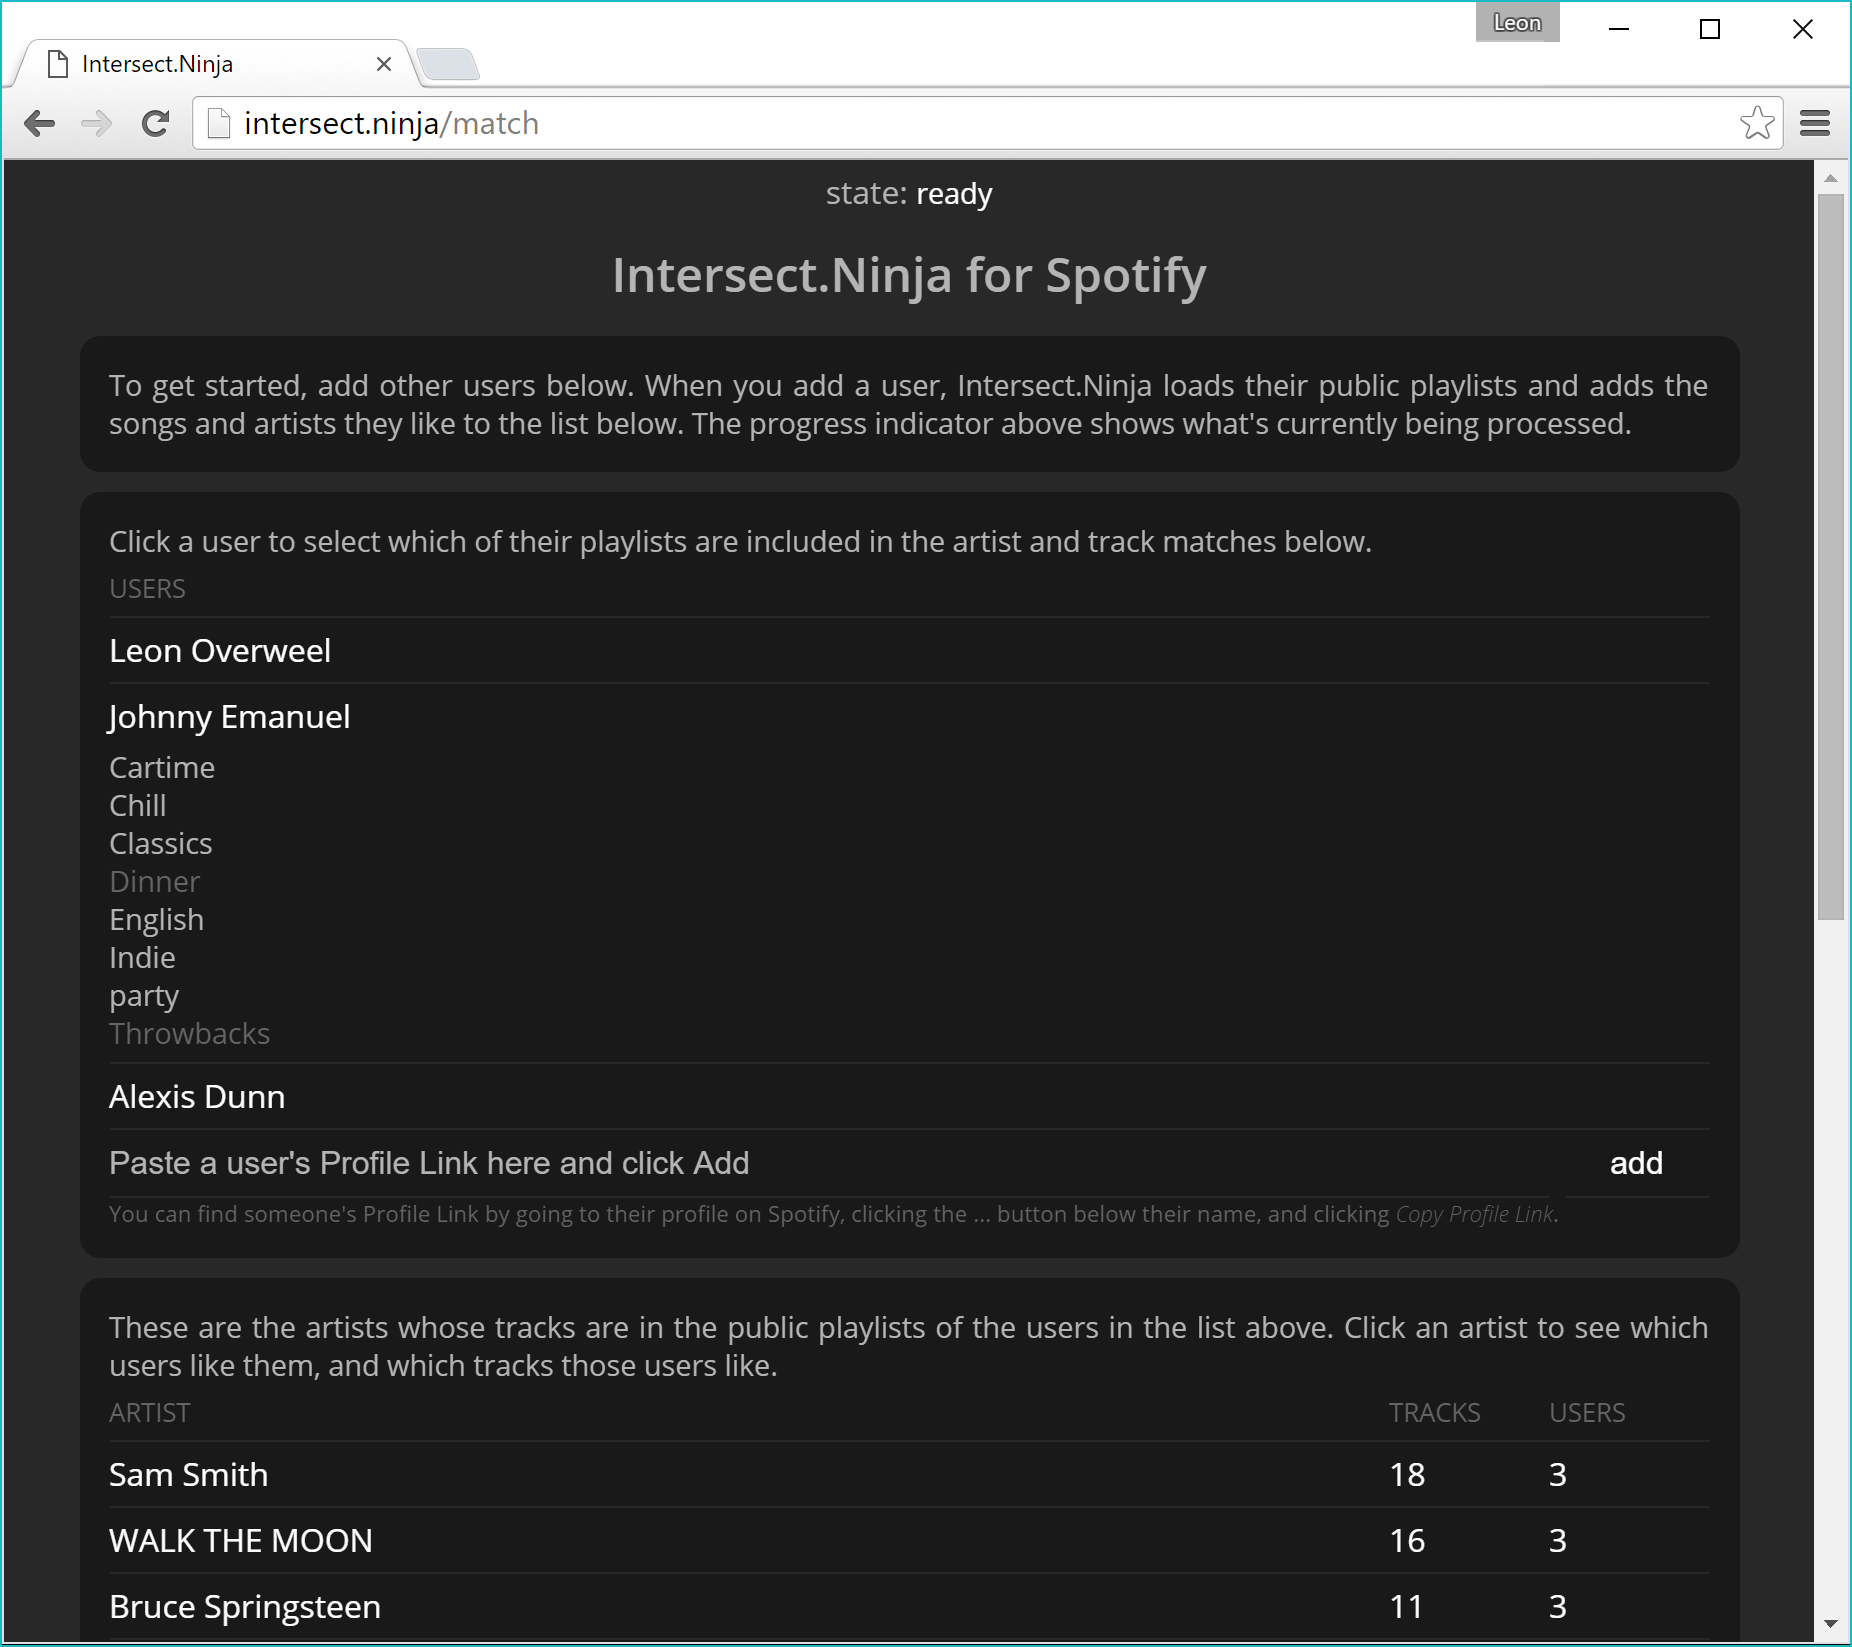 Leon
Intersect.Ninja
intersect.ninja/match
state: ready
Intersect.Ninja for Spotify
To get started, add other users below. When you add a user, Intersect.Ninja loads their public playlists and adds the
songs and artists they like to the list below. The progress indicator above shows what's currently being processed.
Click a user to select which of their playlists are included in the artist and track matches below.
USERS
Leon Overweel
Johnny Emanuel
Cartime
Chill
Classics
Dinner
English
Indie
party
Throwbacks
Alexis Dunn
Paste a user's Profile Link here and click Add add
You can find someone's Profile Link by going to their profile on Spotify, clicking the ... button below their name, and clicking Copy Profile Link.
These are the artists whose tracks are in the public playlists of the users in the list above. Click an artist to see which
users like them, and which tracks those users like.
ARTIST TRACKS USERS
Sam Smith 18 3
WALK THE MOON 16 3
Bruce Springsteen 11 3